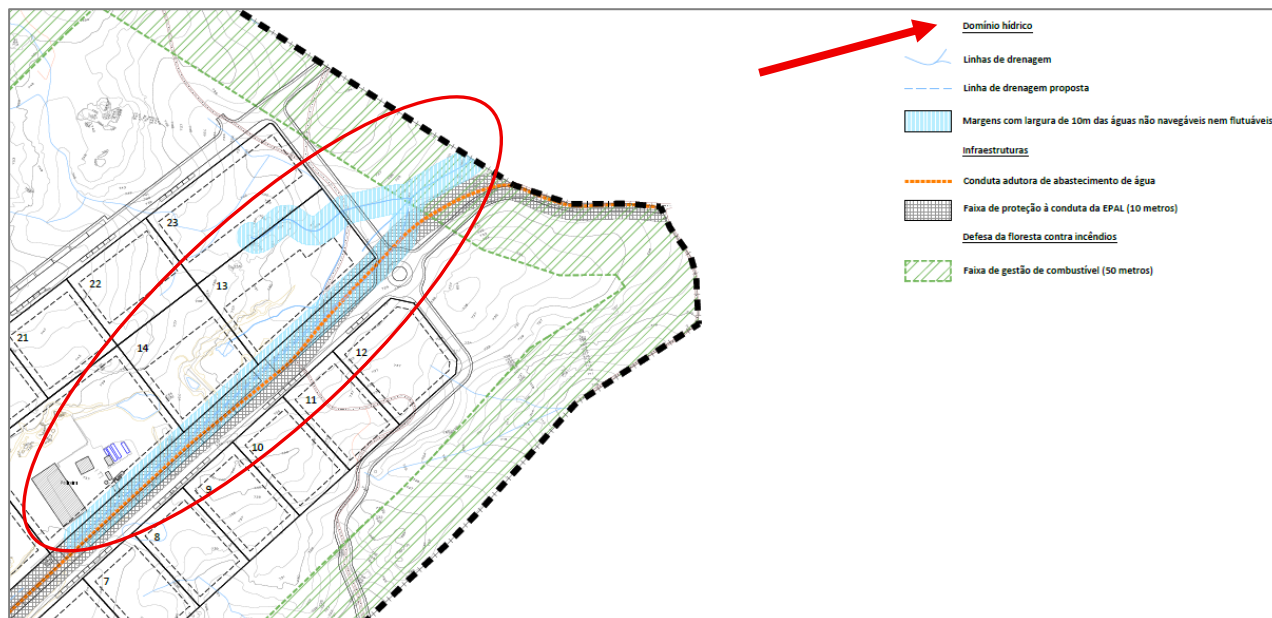 Domínio hídrico
Linhas de drenagem
Linha de drenagem proposta
Margens com largura de 10m das águas não navegáveis nem flutuáveis
Infraestruturas
Conduta adutora de abastecimento de água
Faixa de proteção à conduta da EPAL (10 metros)
Defesa da floresta contra incêndios
Faixa de gestão de combustível (50 metros)
23
22
13
21
14
12
11
10
9
8
7